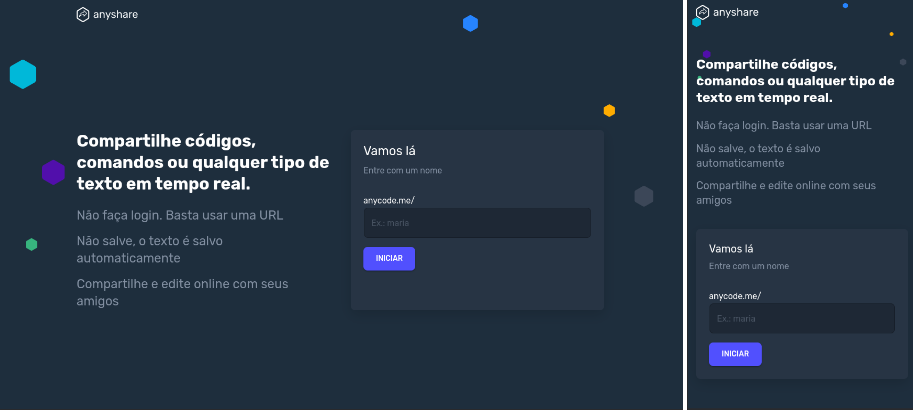 anyshare
Compartilhe códigos,
comandos ou qualquer tipo de
texto em tempo real.
Não faça login. Basta usar uma URL
Não salve, o texto é salvo
automaticamente
Compartilhe e edite online com seus
amigos
Vamos lá
Entre com um nome
anycode.me/
Ex.: maria
INICIAR
anyshare
Compartilhe códigos,
comandos ou qualquer tipo de
texto em tempo real.
Não faça login. Basta usar uma URL
Não salve, o texto é salvo
automaticamente
Compartilhe e edite online com seus
amigos
Vamos lá
Entre com um nome
anycode.me/
Ex.: maria
INICIAR